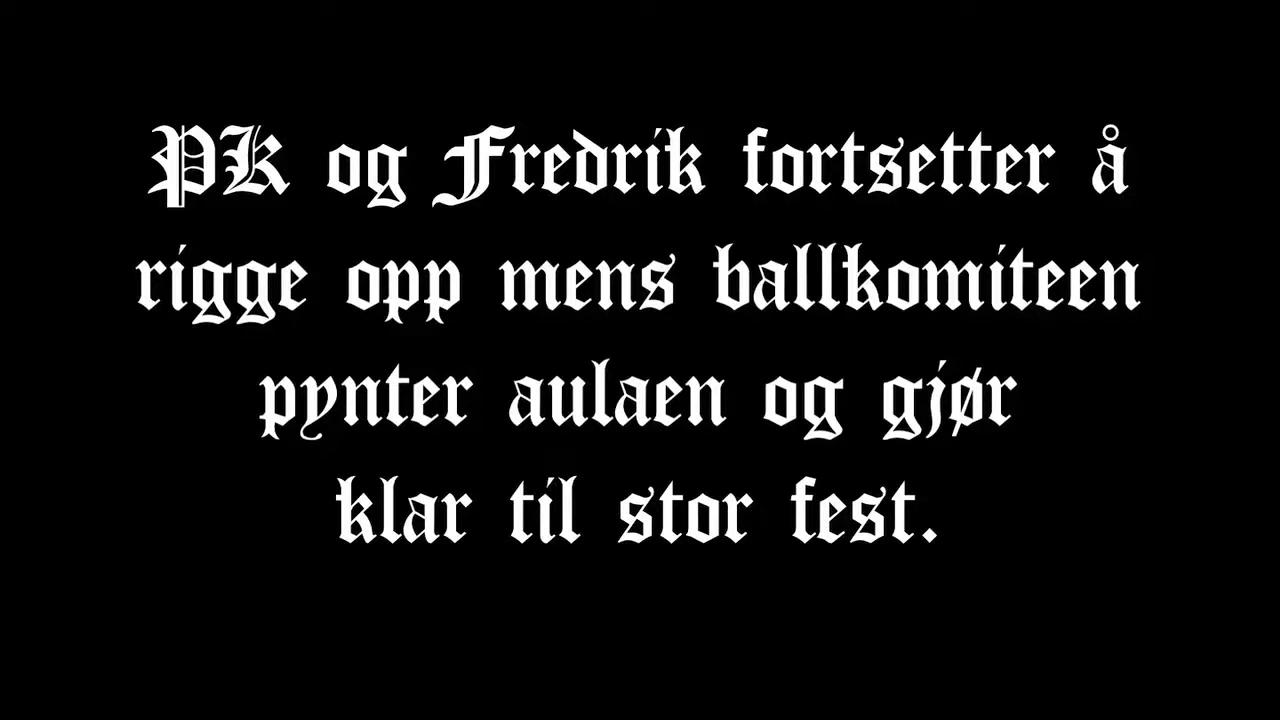 PK og Fredrik fortsetter å
rigge opp mens ballkomiteen
pynter aulaen og gjør
klar til stor fest.